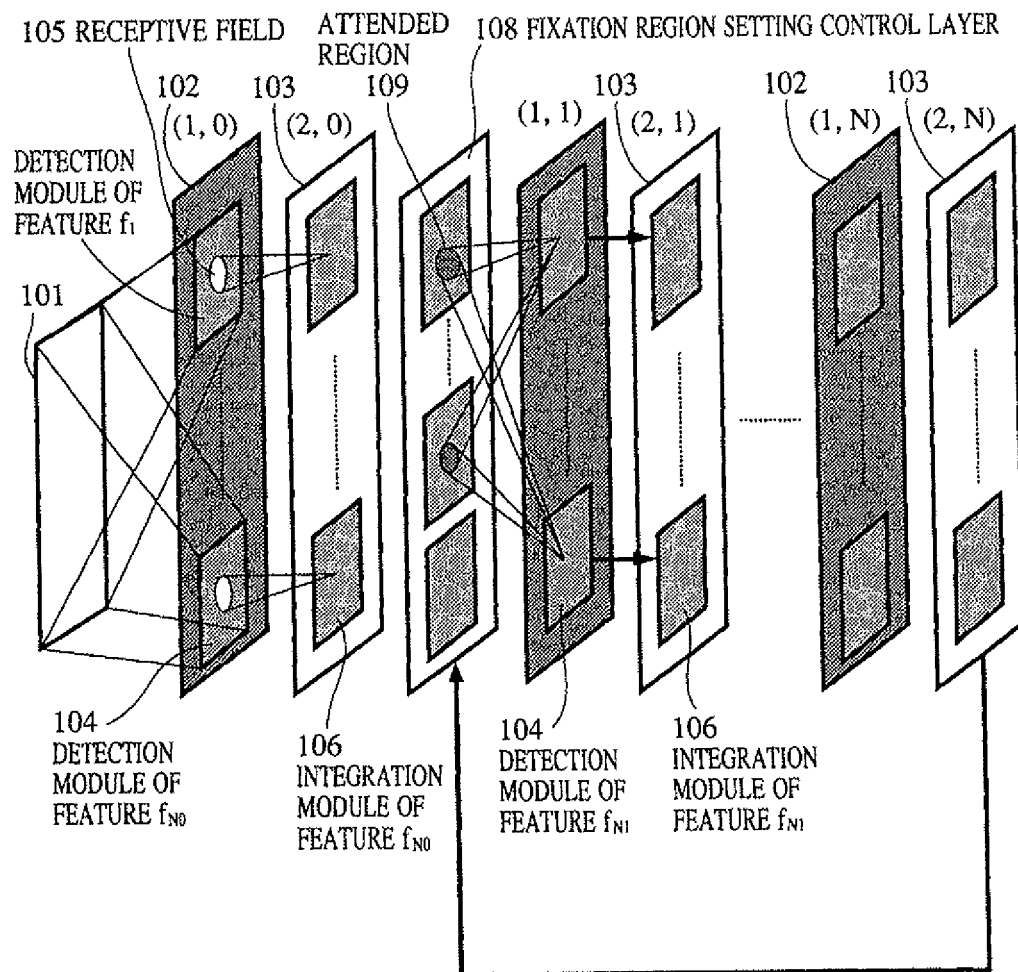 105 RECEPTIVE FIELD
ATTENDED
REGION
109
108 FIXATION REGION SETTING CONTROL LAYER
102
(1, 0)
103
(2, 0)
(1, 1)
103
(2, 1)
102
(1, N)
103
(2, N)
DETECTION
MODULE OF
FEATURE f1
101
104
DETECTION
MODULE OF
FEATURE fN0
106
INTEGRATION
MODULE OF
FEATURE fN0
104
DETECTION
MODULE OF
FEATURE fN1
106
INTEGRATION
MODULE OF
FEATURE fN1